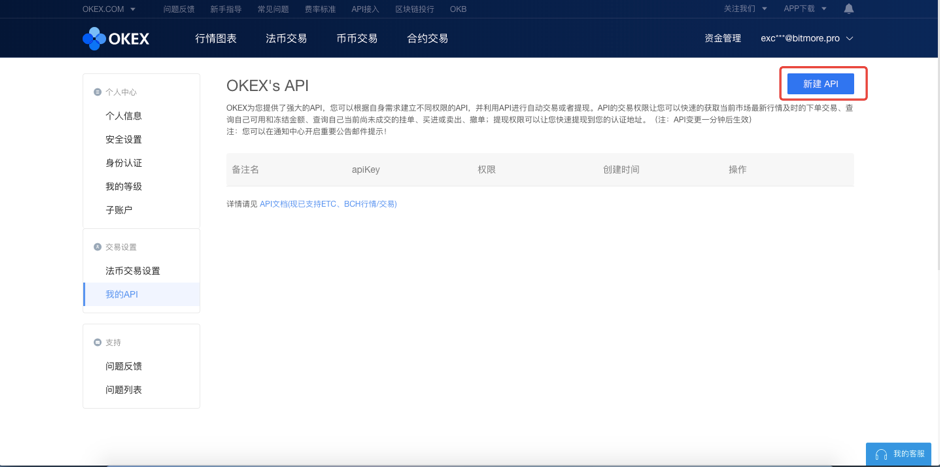 OKEX.COM 问题反馈 新手指导 常见问题 费率标准 API接入 区块链投行 OKB 关注我们 APP下载
OKEX 行情图表 法币交易 币币交易 合约交易 资金管理 exc***@bitmore.pro
个人中心
个人信息
安全设置
身份认证
我的等级
子账户
交易设置
法币交易设置
我的API
支持
问题反馈
问题列表
OKEX's API
新建 API
OKEX为您提供了强大的API，您可以根据自身需求建立不同权限的API，并利用API进行自动交易或者提现。API的交易权限让您可以快速的获取当前市场最新行情及时的下单交易、查
询自己可用和冻结金额、查询自己当前尚未成交的挂单、买进或卖出、撤单；提现权限可以让您快速提现到您的认证地址。（注：API变更一分钟后生效）
注：您可以在通知中心开启重要公告邮件提示！
备注名 apiKey 权限 创建时间 操作
详情请见 API文档(现已支持ETC、BCH行情/交易)
我的客服